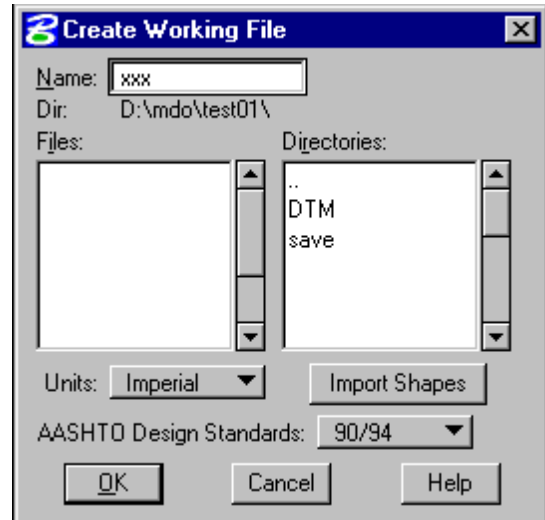 Create Working File
Name: xxx
Dir: D:\mdo\test01\
Files: Directories:
..
DTM
save
Units: Imperial Import Shapes
AASHTO Design Standards: 90/94
OK Cancel Help